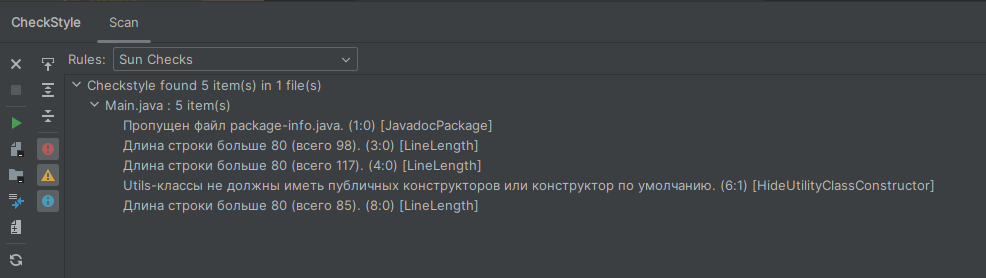 CheckStyle Scan
Rules: Sun Checks
Checkstyle found 5 item(s) in 1 file(s)
Main.java : 5 item(s)
Пропущен файл package-info.java. (1:0) [JavadocPackage]
Длина строки больше 80 (всего 98). (3:0) [LineLength]
Длина строки больше 80 (всего 117). (4:0) [LineLength]
Utils-классы не должны иметь публичных конструкторов или конструктор по умолчанию. (6:1) [HideUtilityClassConstructor]
Длина строки больше 80 (всего 85). (8:0) [LineLength]